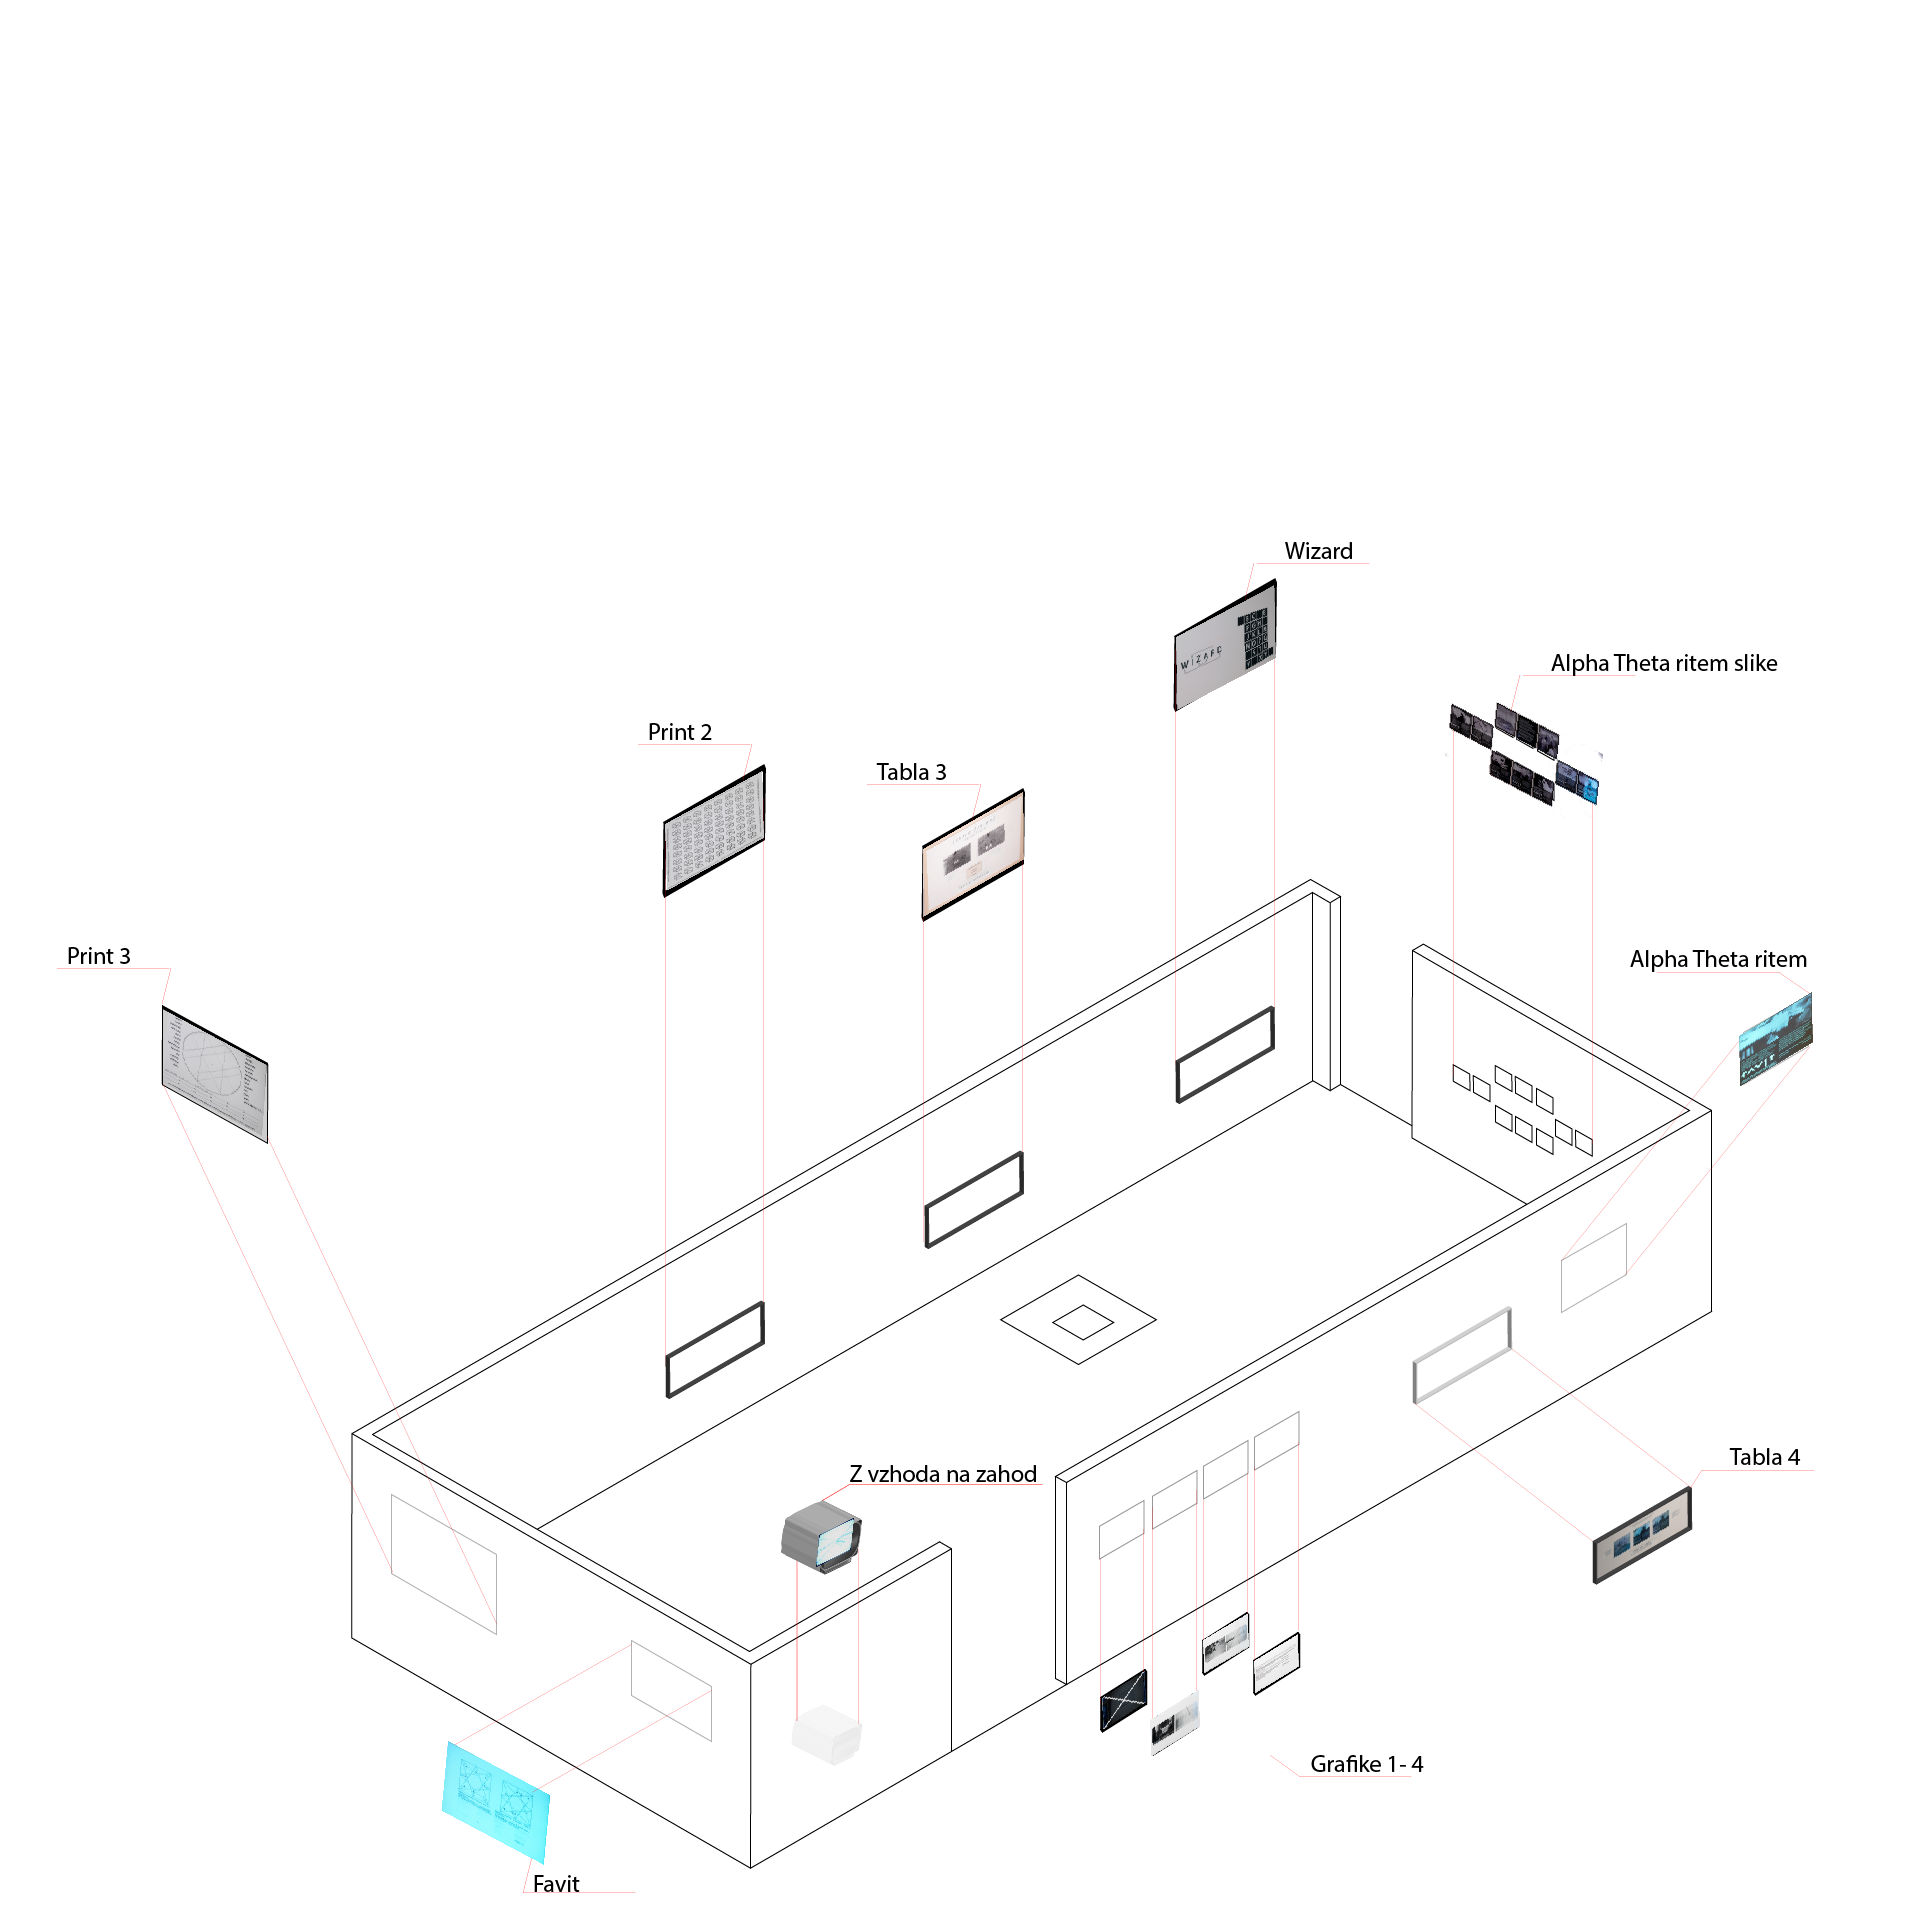 Wizard
WIZARD
Alpha Theta ritem slike
Print 2
Tabla 3
Print 3
Alpha Theta ritem
Z vzhoda na zahod
Tabla 4
Grafike 1- 4
Favit